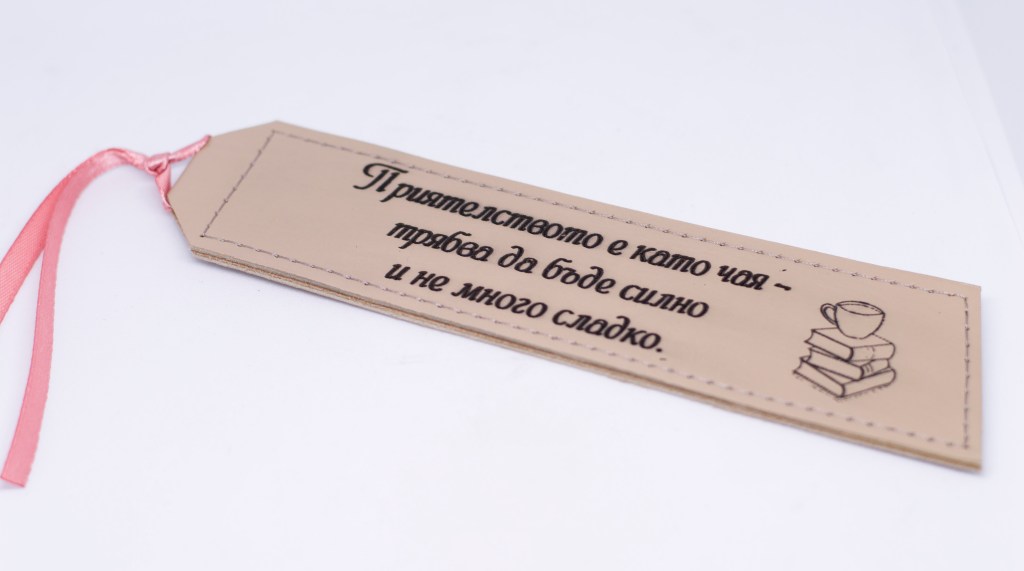 Приятелството е като чая ~
трябва да бъде силно
и не много сладко.